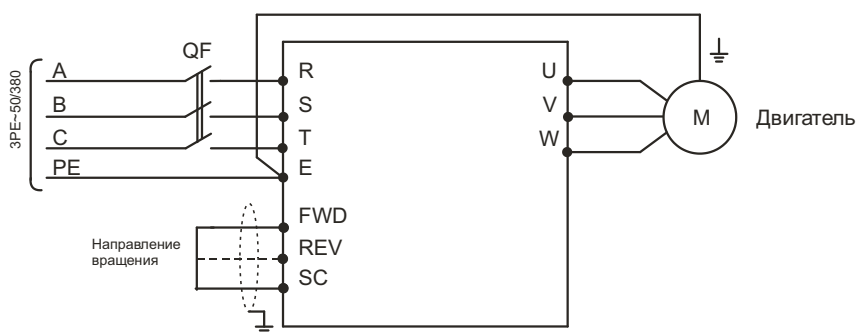 3PE~50/380
A
B
C
PE
QF
R
S
T
E
FWD
REV
SC
Направление
вращения
U
V
W
M
Двигатель